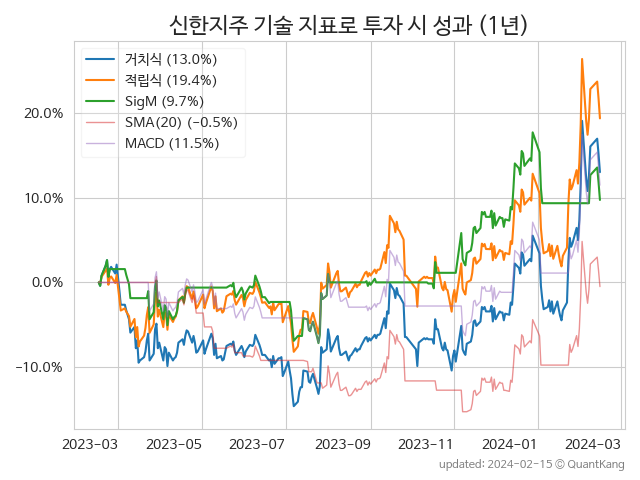 신한지주 기술 지표로 투자 시 성과 (1년)
거치식 (13.0%)
적립식 (19.4%)
SigM (9.7%)
SMA(20) (−0.5%)
MACD (11.5%)
20.0%
10.0%
0.0%
−10.0%
2023−03 2023−05 2023−07 2023−09 2023−11 2024−01 2024−03
updated: 2024−02−15 ⓒ QuantKang